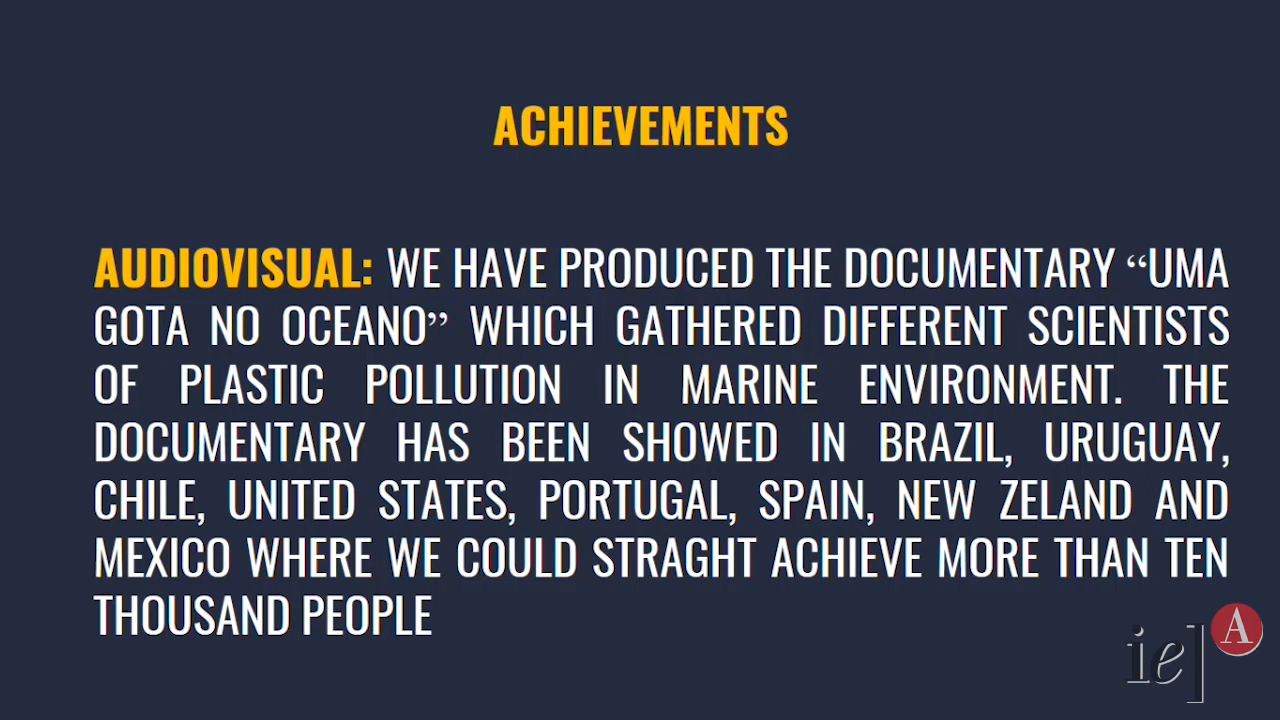 ACHIEVEMENTS
AUDIOVISUAL: WE HAVE PRODUCED THE DOCUMENTARY “UMA
GOTA NO OCEANO” WHICH GATHERED DIFFERENT SCIENTISTS
OF PLASTIC POLLUTION IN MARINE ENVIRONMENT. THE
DOCUMENTARY HAS BEEN SHOWED IN BRAZIL, URUGUAY,
CHILE, UNITED STATES, PORTUGAL, SPAIN, NEW ZELAND AND
MEXICO WHERE WE COULD STRAGHT ACHIEVE MORE THAN TEN
THOUSAND PEOPLE
ie] A